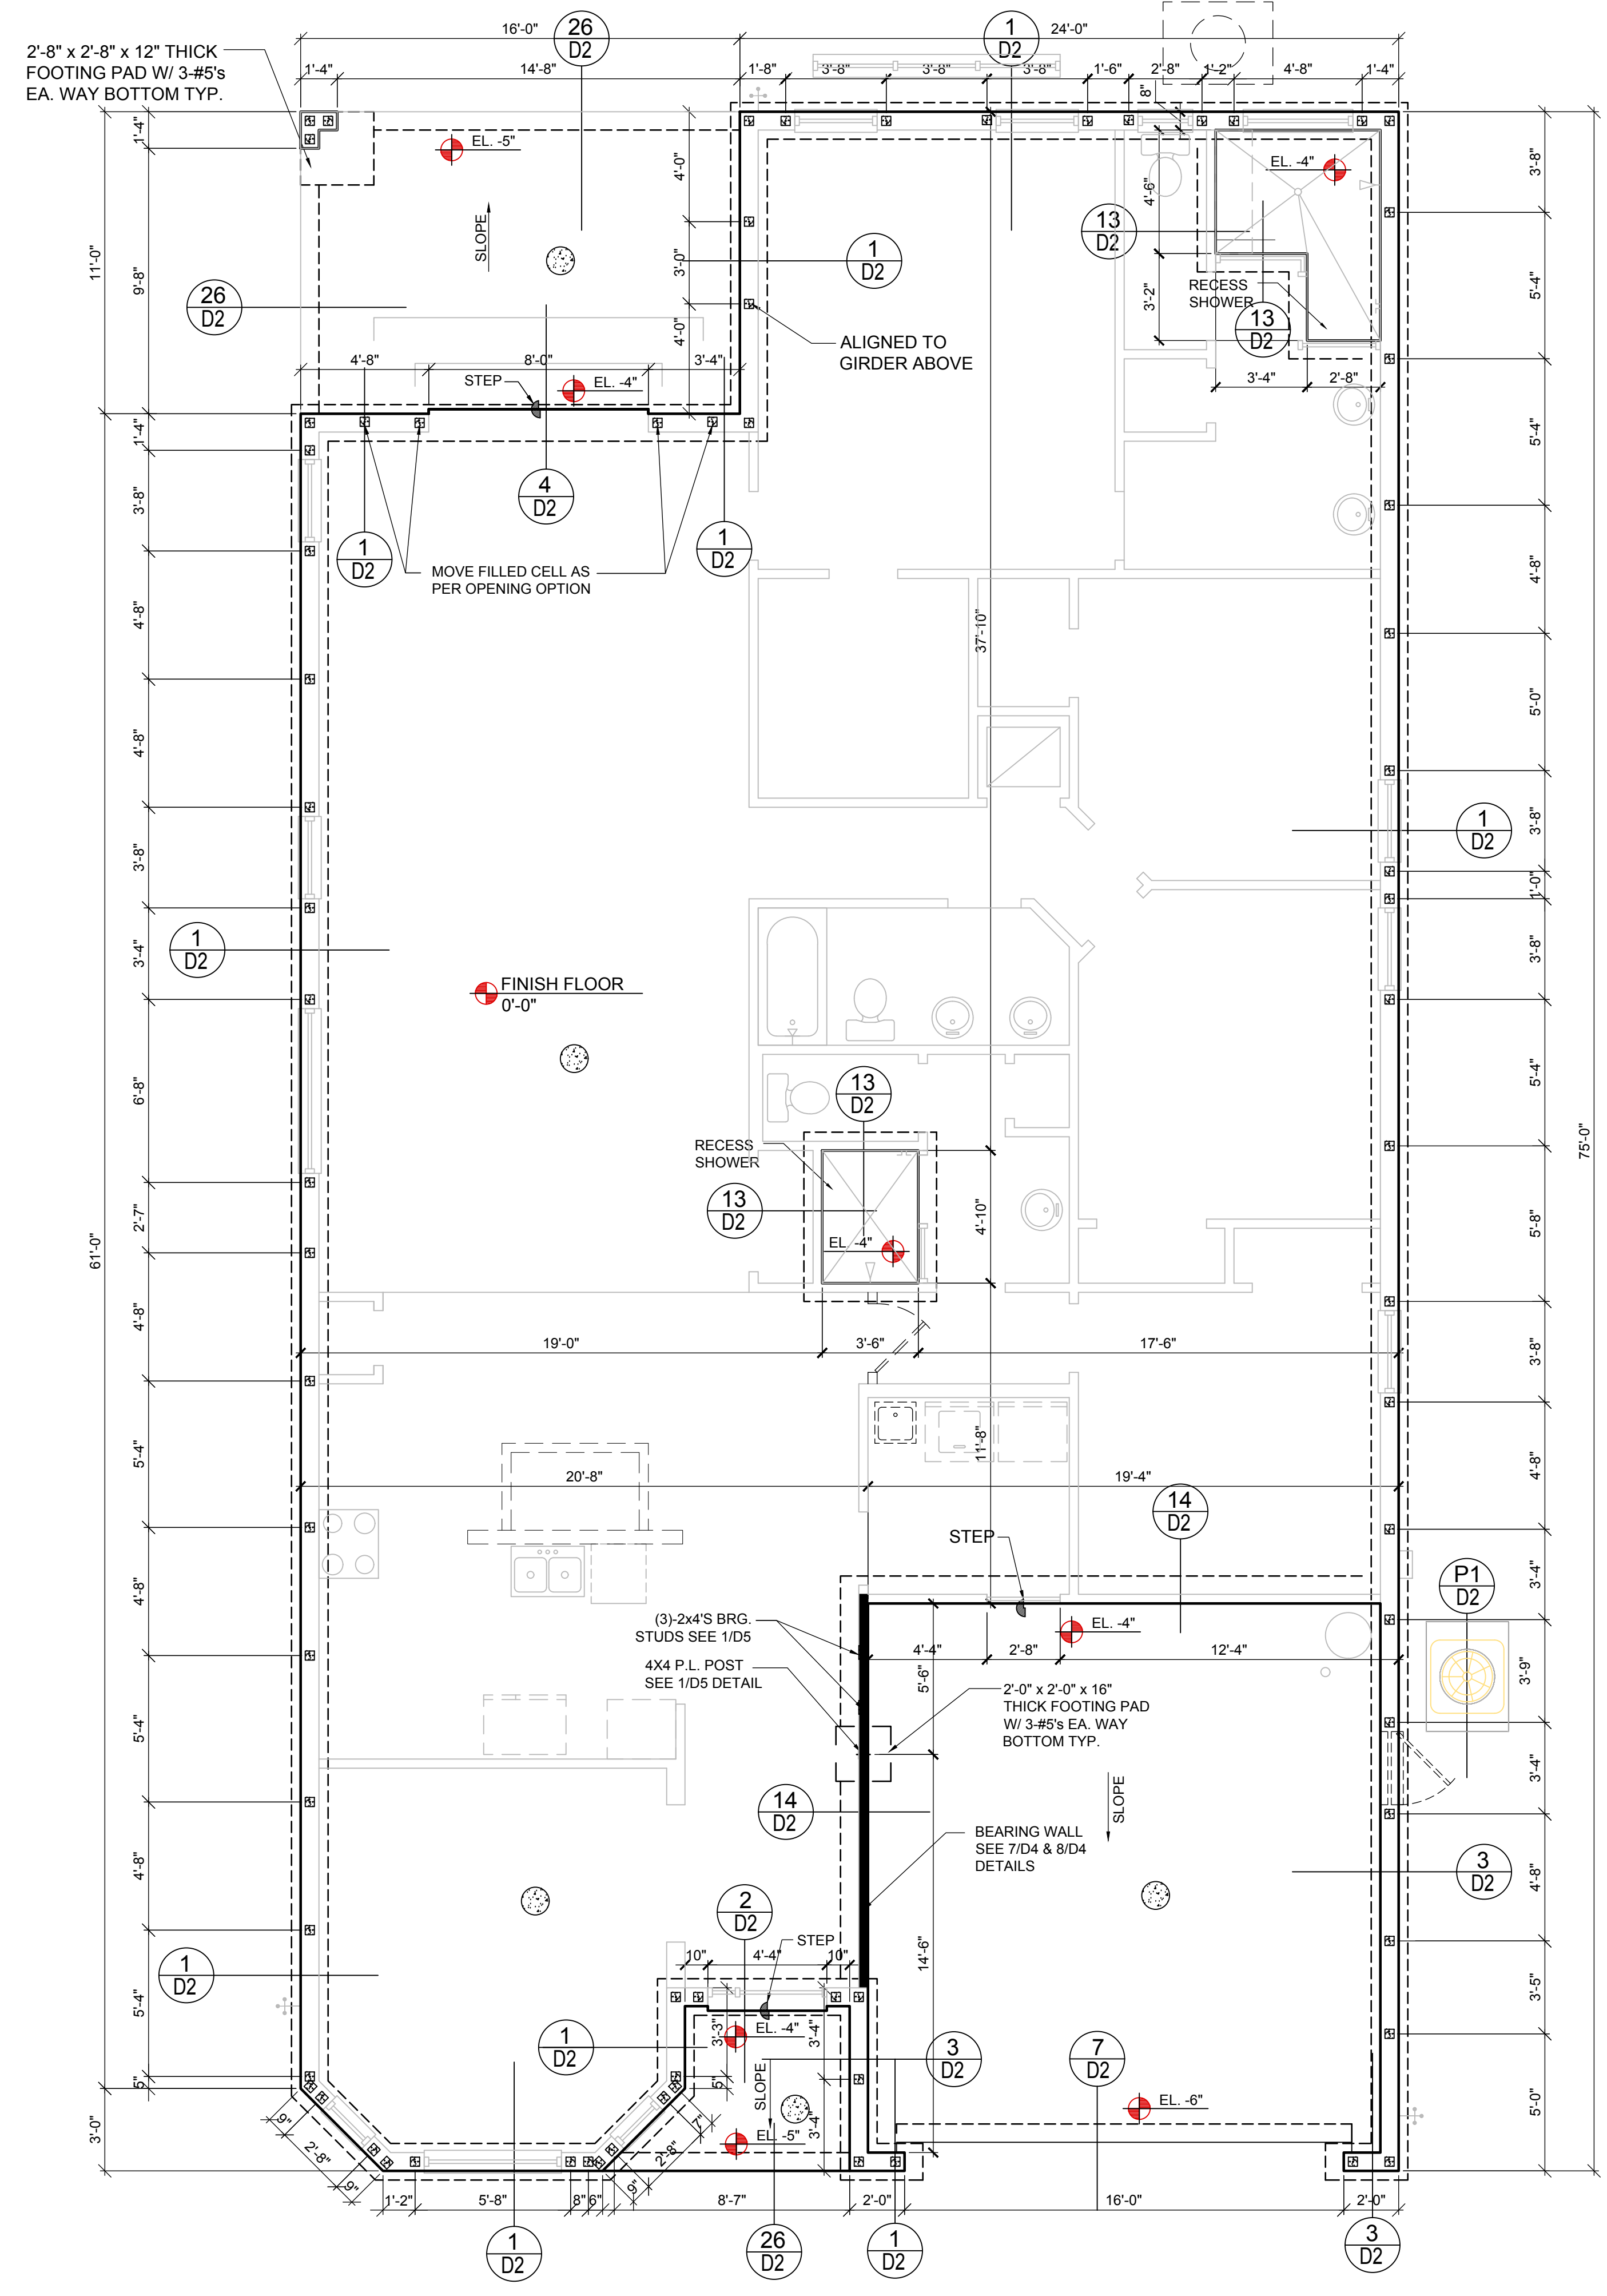 16'-0"
26
D2
1
D2
24'-0"
2'-8" x 2'-8" x 12" THICK
FOOTING PAD W/ 3-#5's
EA. WAY BOTTOM TYP.
1'-4"
14'-8"
1'-8"
3'-8"
3'-8"
3'-8"
1'-6"
2'-8"
1'-2"
4'-8"
1'-4"
8"
1'-4"
EL. -5"
4'-0"
EL. -4"
3'-8"
4'-6"
SLOPE
13
D2
11'-0"
9'-8"
3'-0"
1
D2
5'-4"
26
D2
3'-2"
RECESS
SHOWER
13
D2
4'-0"
ALIGNED TO
GIRDER ABOVE
4'-8"
8'-0"
3'-4"
STEP
EL. -4"
3'-4"
2'-8"
1'-4"
5'-4"
3'-8"
4
D2
1
D2
1
D2
MOVE FILLED CELL AS
PER OPENING OPTION
4'-8"
4'-8"
37'-10"
5'-0"
4'-8"
3'-8"
3'-8"
1
D2
1'-0"
1
D2
3'-4"
3'-8"
FINISH FLOOR
0'-0"
6'-8"
13
D2
5'-4"
75'-0"
RECESS
SHOWER
13
D2
2'-7"
4'-10"
5'-8"
61'-0"
EL. -4"
4'-8"
19'-0"
3'-6"
17'-6"
3'-8"
5'-4"
11'-8"
4'-8"
20'-8"
19'-4"
14
D2
STEP
4'-8"
3'-4"
P1
D2
(3)-2x4'S BRG.
STUDS SEE 1/D5
EL. -4"
4'-4"
2'-8"
12'-4"
4X4 P.L. POST
SEE 1/D5 DETAIL
5'-6"
3'-9"
2'-0" x 2'-0" x 16"
THICK FOOTING PAD
W/ 3-#5's EA. WAY
BOTTOM TYP.
5'-4"
3'-4"
14
D2
SLOPE
BEARING WALL
SEE 7/D4 & 8/D4
DETAILS
4'-8"
3
D2
4'-8"
2
D2
STEP
10"
4'-4"
10"
14'-6"
1
D2
5'-4"
3'-5"
EL. -4"
3'-3"
3'-4"
1
D2
3
D2
7
D2
SLOPE
5"
5"
EL. -6"
5'-0"
3'-0"
9"
7"
EL. -5"
3'-4"
2'-8"
2'-8"
9"
9"
1'-2"
5'-8"
8"
6"
8'-7"
2'-0"
16'-0"
2'-0"
1
D2
26
D2
1
D2
3
D2